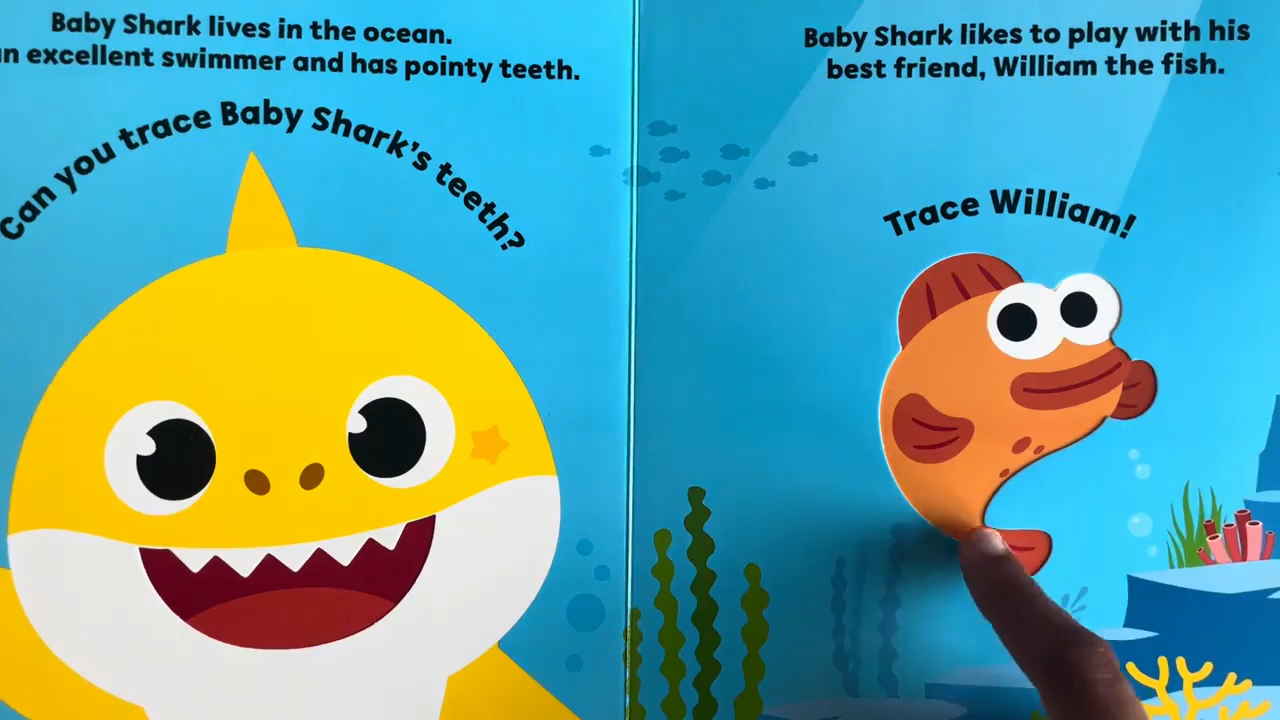 Baby Shark lives in the ocean.
n excellent swimmer and has pointy teeth.
Can you trace Baby Shark's teeth?
Baby Shark likes to play with his
best friend, William the fish.
Trace William!